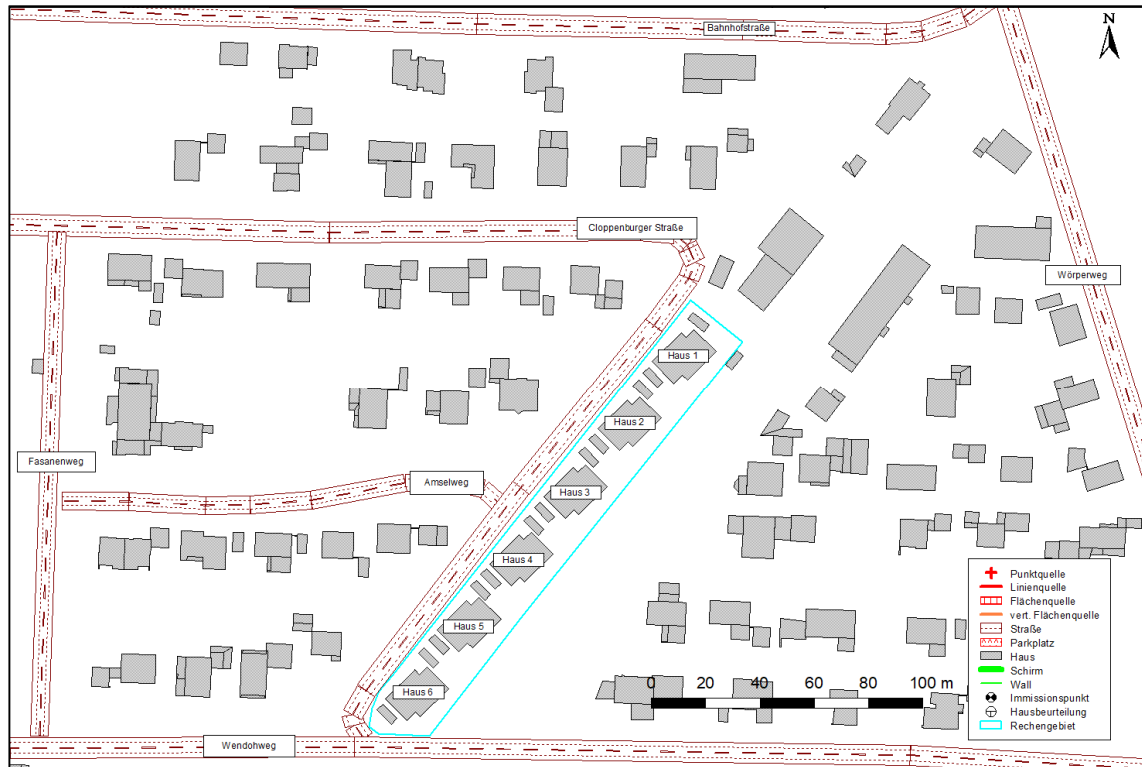 Bahnhofstraße
N
Cloppenburger Straße
Wörperweg
Haus 1
Haus 2
Fasanenweg
Amselweg
Haus 3
Haus 4
Haus 5
Haus 6
Wendohweg
0 20 40 60 80 100 m
Punktquelle
Linienquelle
Flächenquelle
vert. Flächenquelle
Straße
Parkplatz
Haus
Schirm
Wall
Immissionspunkt
Hausbeurteilung
Rechengebiet